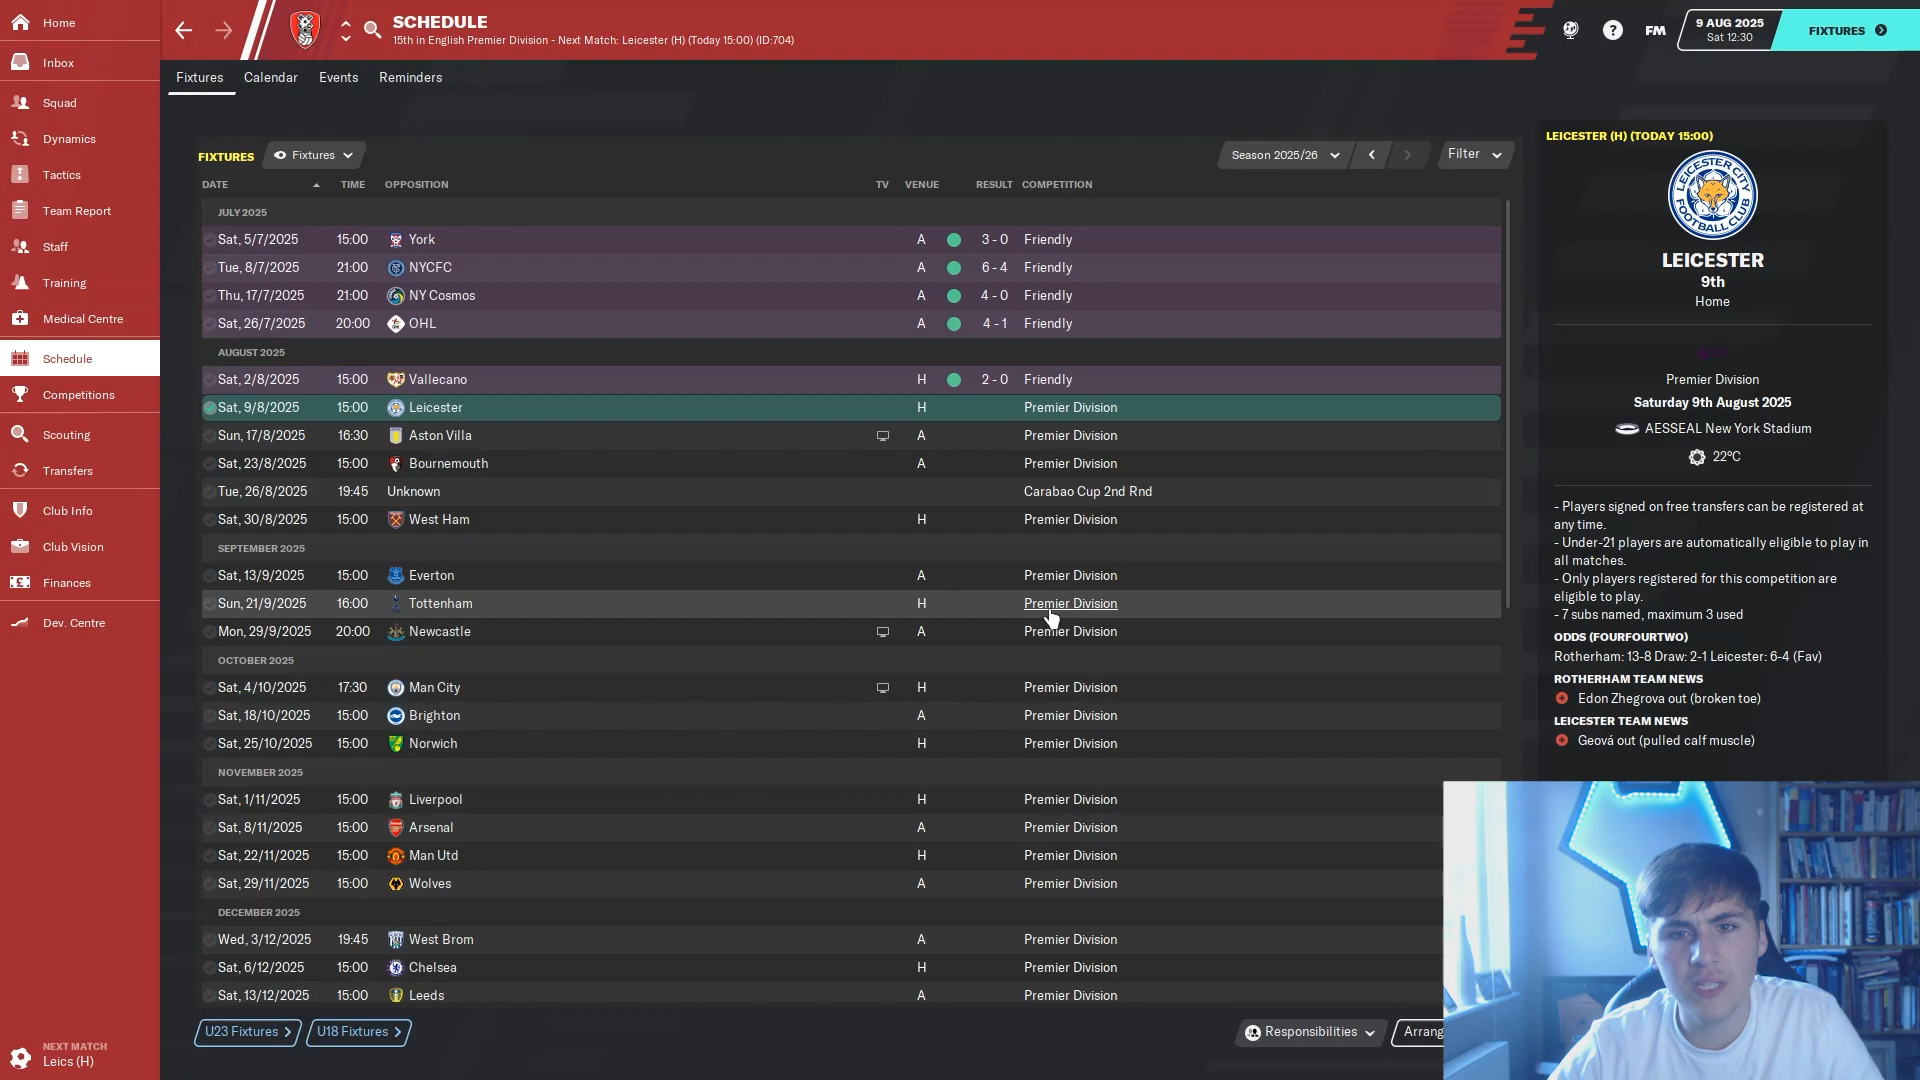 Home
Inbox
Squad
Dynamics
Tactics
Team Report
Staff
Training
Medical Centre
Schedule
Competitions
Scouting
Transfers
Club Info
Club Vision
Finances
Dev. Centre
NEXT MATCH
Leics (H)
SCHEDULE
15th in English Premier Division - Next Match: Leicester (H) (Today 15:00) (ID:704)
? FM 9 AUG 2025 FIXTURES
Sat 12:30
Fixtures Calendar Events Reminders
FIXTURES Fixtures Season 2025/26 Filter
DATE TIME OPPOSITION TV VENUE RESULT COMPETITION
JULY 2025
Sat, 5/7/2025 15:00 York A 3 - 0 Friendly
Tue, 8/7/2025 21:00 NYCFC A 6 - 4 Friendly
Thu, 17/7/2025 21:00 NY Cosmos A 4 - 0 Friendly
Sat, 26/7/2025 20:00 OHL A 4 - 1 Friendly
AUGUST 2025
Sat, 2/8/2025 15:00 Vallecano H 2 - 0 Friendly
Sat, 9/8/2025 15:00 Leicester H Premier Division
Sun, 17/8/2025 16:30 Aston Villa A Premier Division
Sat, 23/8/2025 15:00 Bournemouth A Premier Division
Tue, 26/8/2025 19:45 Unknown Carabao Cup 2nd Rnd
Sat, 30/8/2025 15:00 West Ham H Premier Division
SEPTEMBER 2025
Sat, 13/9/2025 15:00 Everton A Premier Division
Sun, 21/9/2025 16:00 Tottenham H Premier Division
Mon, 29/9/2025 20:00 Newcastle A Premier Division
OCTOBER 2025
Sat, 4/10/2025 17:30 Man City H Premier Division
Sat, 18/10/2025 15:00 Brighton A Premier Division
Sat, 25/10/2025 15:00 Norwich H Premier Division
NOVEMBER 2025
Sat, 1/11/2025 15:00 Liverpool H Premier Division
Sat, 8/11/2025 15:00 Arsenal A Premier Division
Sat, 22/11/2025 15:00 Man Utd H Premier Division
Sat, 29/11/2025 15:00 Wolves A Premier Division
DECEMBER 2025
Wed, 3/12/2025 19:45 West Brom A Premier Division
Sat, 6/12/2025 15:00 Chelsea H Premier Division
Sat, 13/12/2025 15:00 Leeds A Premier Division
U23 Fixtures U18 Fixtures Responsibilities Arrang
LEICESTER (H) (TODAY 15:00)
LEICESTER CITY
FOOTBALL CLUB
LEICESTER
9th
Home
Premier Division
Saturday 9th August 2025
AESSEAL New York Stadium
22ºC
- Players signed on free transfers can be registered at
any time.
- Under-21 players are automatically eligible to play in
all matches.
- Only players registered for this competition are
eligible to play.
- 7 subs named, maximum 3 used
ODDS (FOURFOURTWO)
Rotherham: 13-8 Draw: 2-1 Leicester: 6-4 (Fav)
ROTHERHAM TEAM NEWS
Edon Zhegrova out (broken toe)
LEICESTER TEAM NEWS
Geová out (pulled calf muscle)